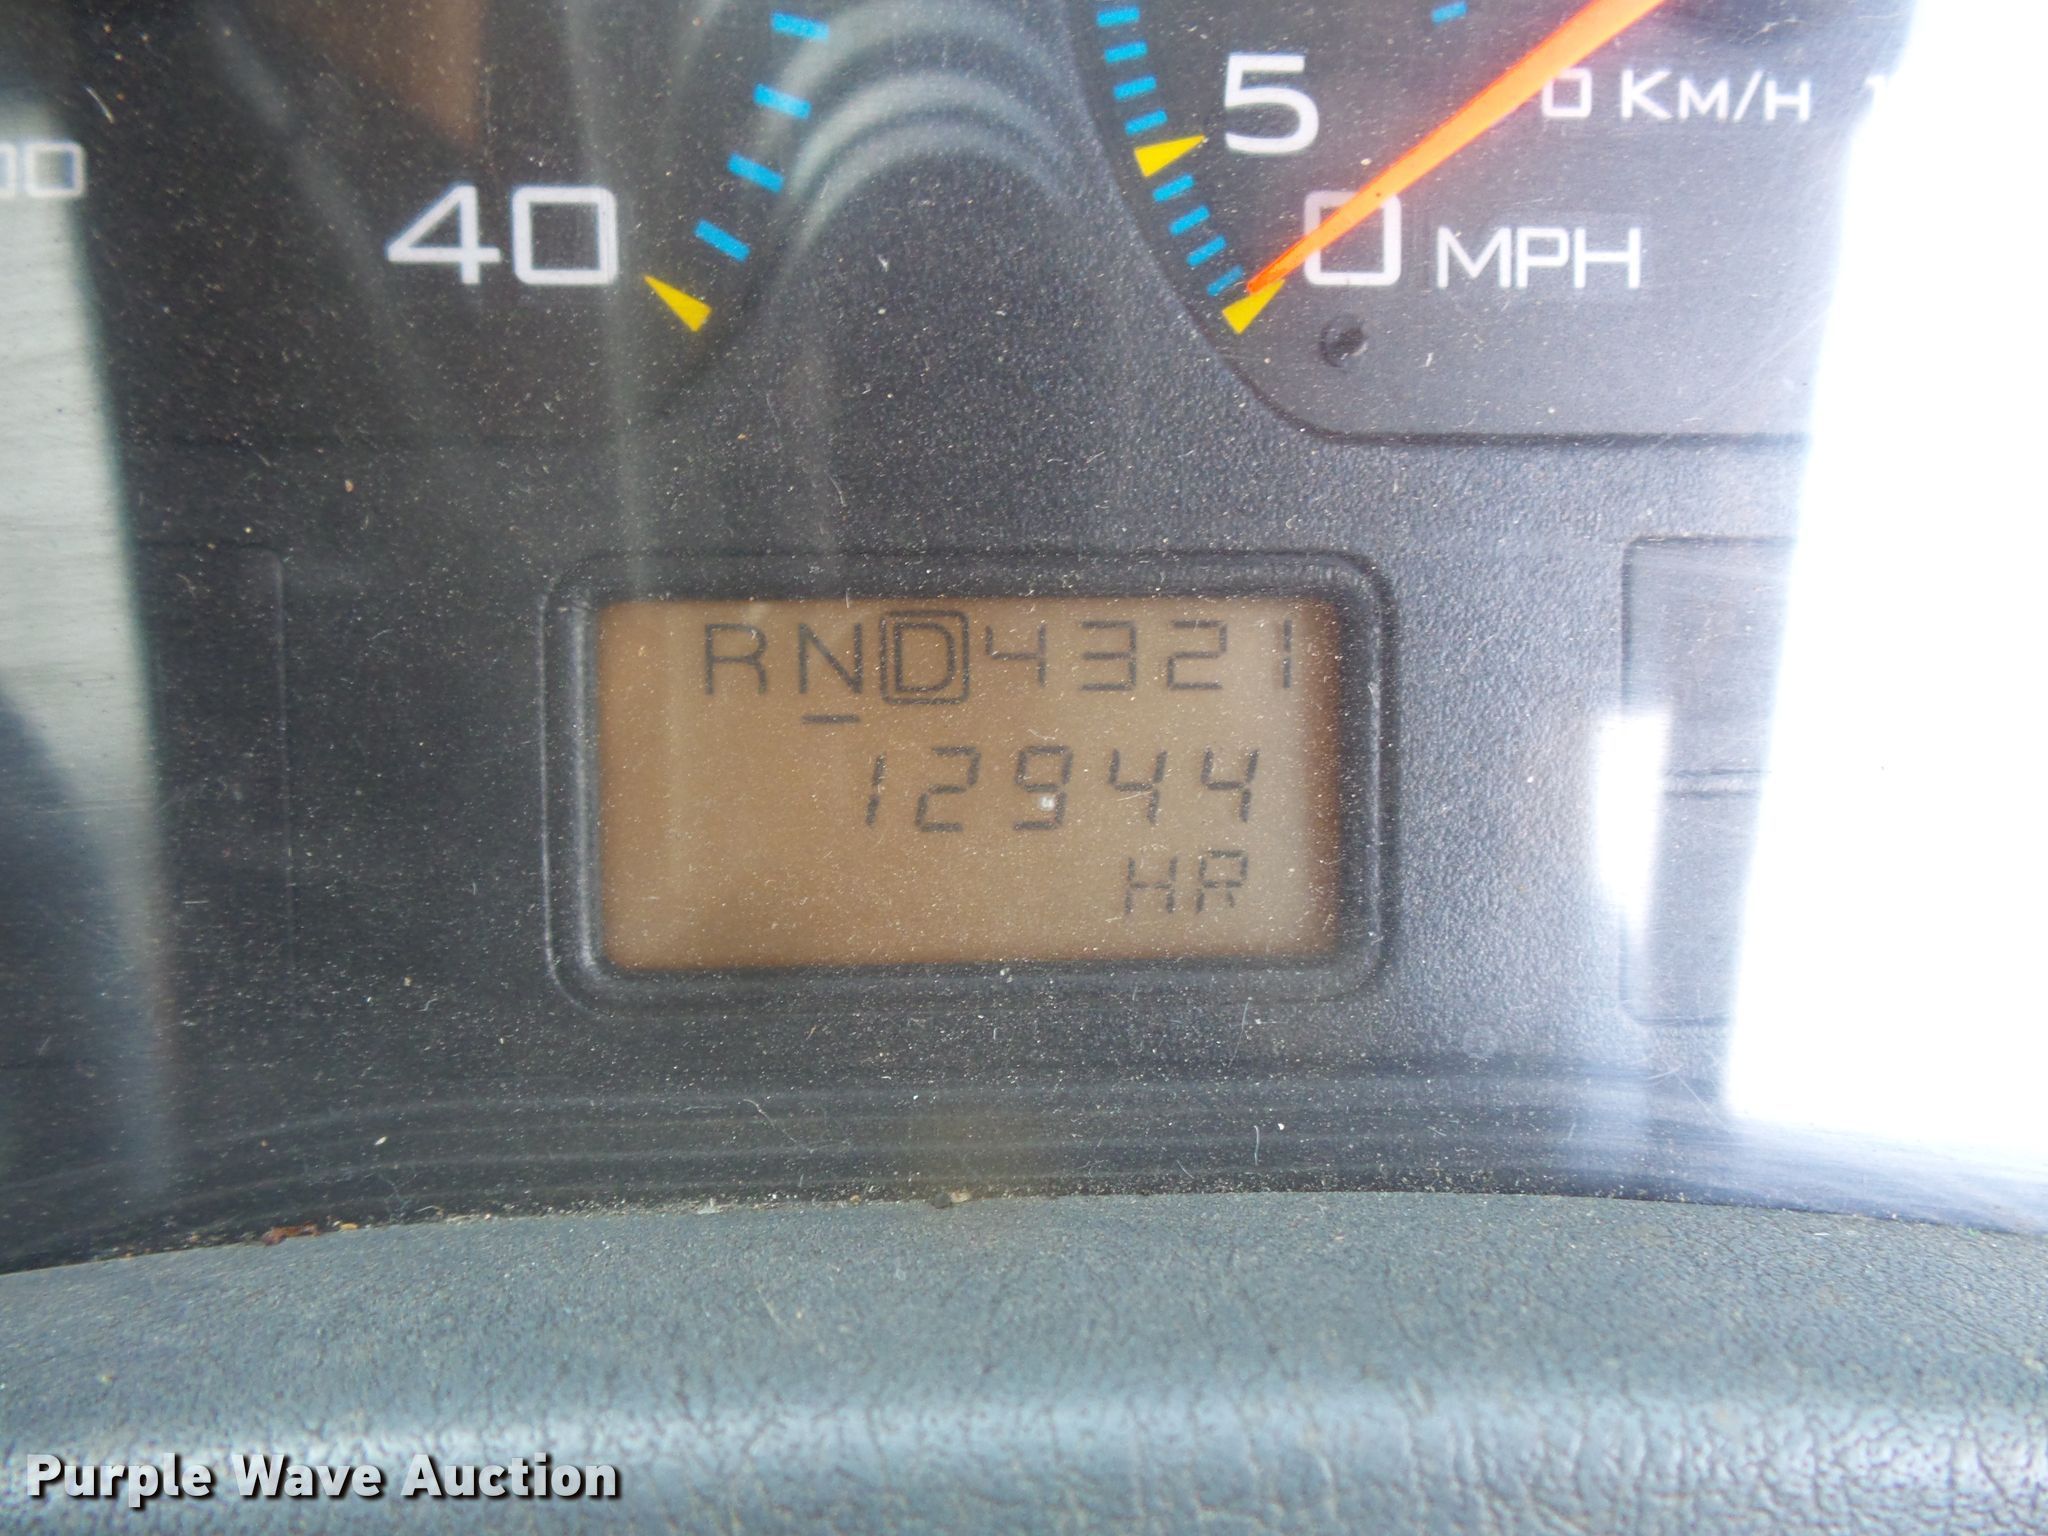 40
5
0 MPH
0 KM/H
RND4321
12944
HR
Purple Wave Auction